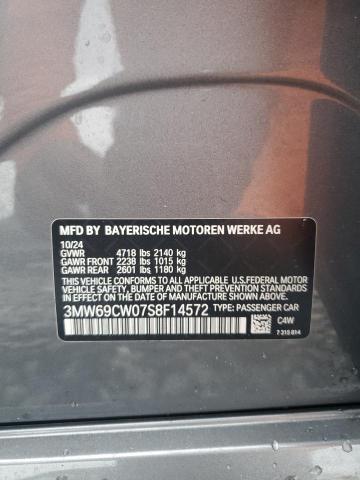 MFD BY BAYERISCHE MOTOREN WERKE AG
10/24
GVWR 4718 lbs 2140 kg
GAWR FRONT 2238 lbs 1015 kg
GAWR REAR 2601 lbs 1180 kg
THIS VEHICLE CONFORMS TO ALL APPLICABLE U.S.FEDERAL MOTOR
VEHICLE SAFETY, BUMPER, AND THEFT PREVENTION STANDARDS
IN EFFECT ON THE DATE OF MANUFACTURE SHOWN ABOVE.
3MW69CW07S8F14572 TYPE: PASSENGER CAR
C4W
7 315 814